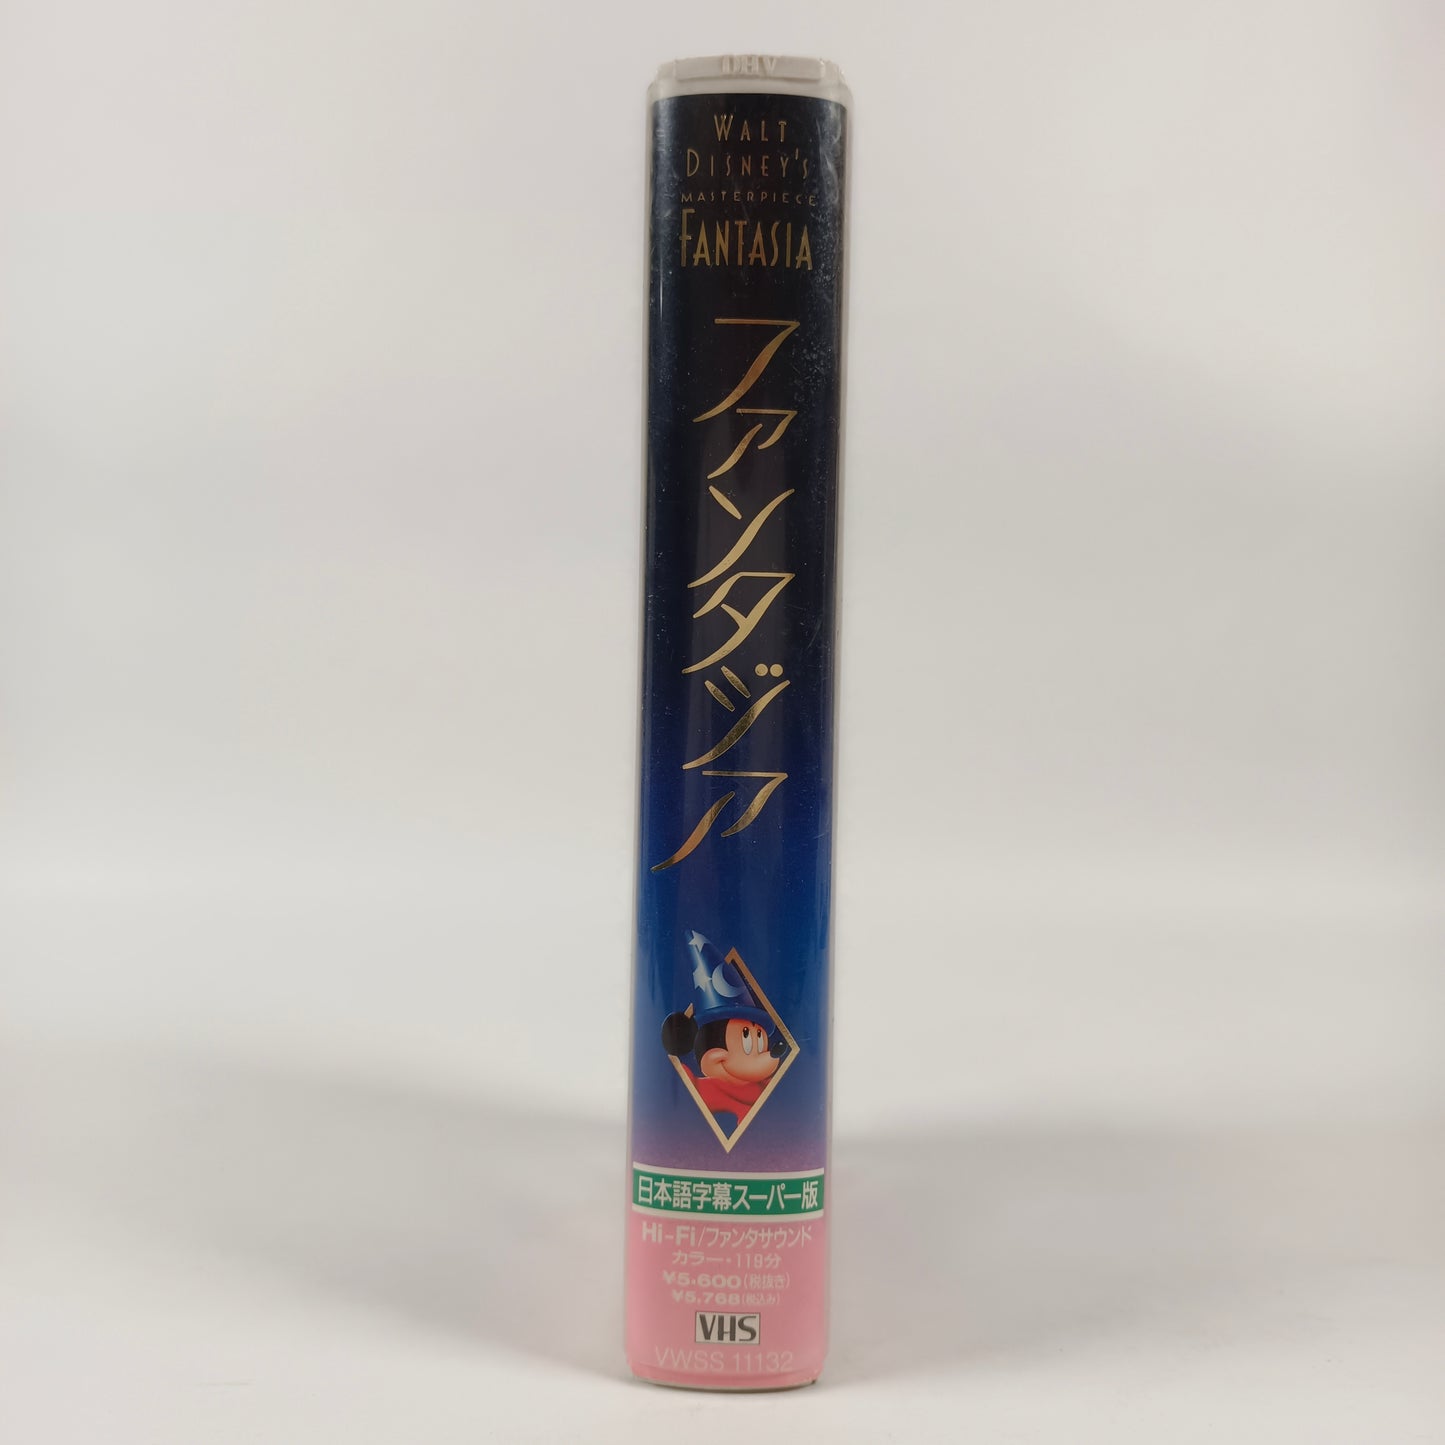 WALT
DISNEY'S
MASTERPIECE
FANTASIA
ファンタジア
日本語字幕スーパー版
Hi-Fi/ファンタサウンド
カラー・119分
¥5,600(税抜き)
¥5,768(税込み)
VHS
VWSS 11132